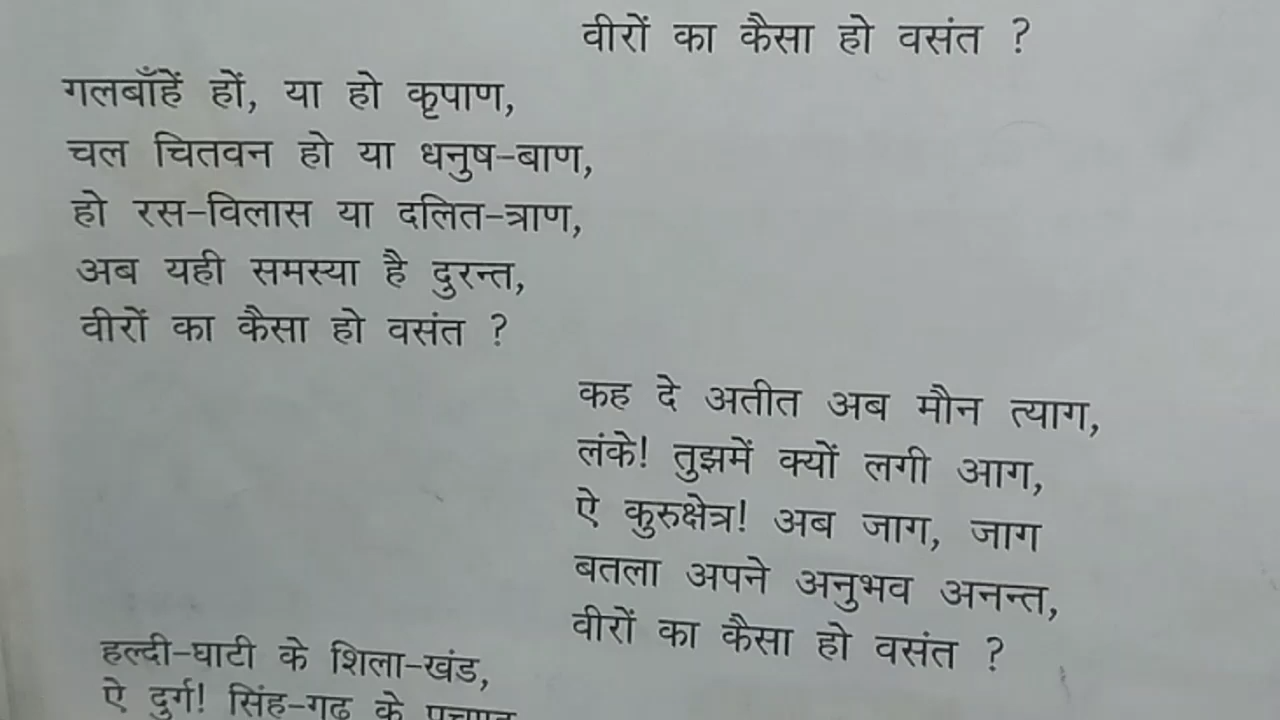 वीरों का कैसा हो वसंत ?
गलबाँहें हों, या हो कृपाण,
चल चितवन हो या धनुष-बाण,
हो रस-विलास या दलित-त्राण,
अब यही समस्या है दुरन्त,
वीरों का कैसा हो वसंत ?
कह दे अतीत अब मौन त्याग,
लंके! तुझमें क्यों लगी आग,
ऐ कुरुक्षेत्र! अब जाग, जाग
बतला अपने अनुभव अनन्त,
वीरों का कैसा हो वसंत ?
हल्दी-घाटी के शिला-खंड,
ऐ दुर्ग! सिंह-गढ़ के